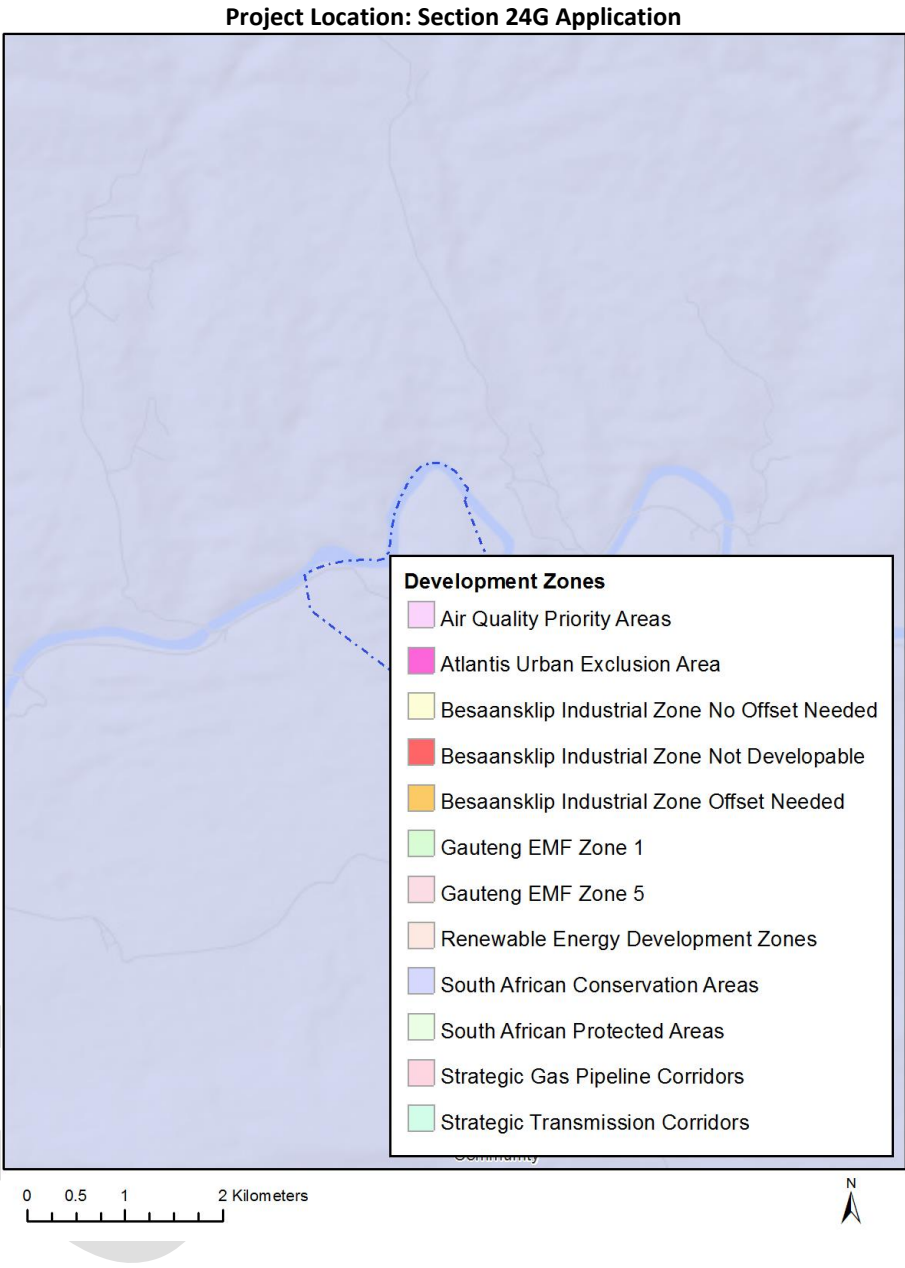 Project Location: Section 24G Application
Development Zones
Air Quality Priority Areas
Atlantis Urban Exclusion Area
Besaansklip Industrial Zone No Offset Needed
Besaansklip Industrial Zone Not Developable
Besaansklip Industrial Zone Offset Needed
Gauteng EMF Zone 1
Gauteng EMF Zone 5
Renewable Energy Development Zones
South African Conservation Areas
South African Protected Areas
Strategic Gas Pipeline Corridors
Strategic Transmission Corridors
Community
0 0.5 1 2 Kilometers
N